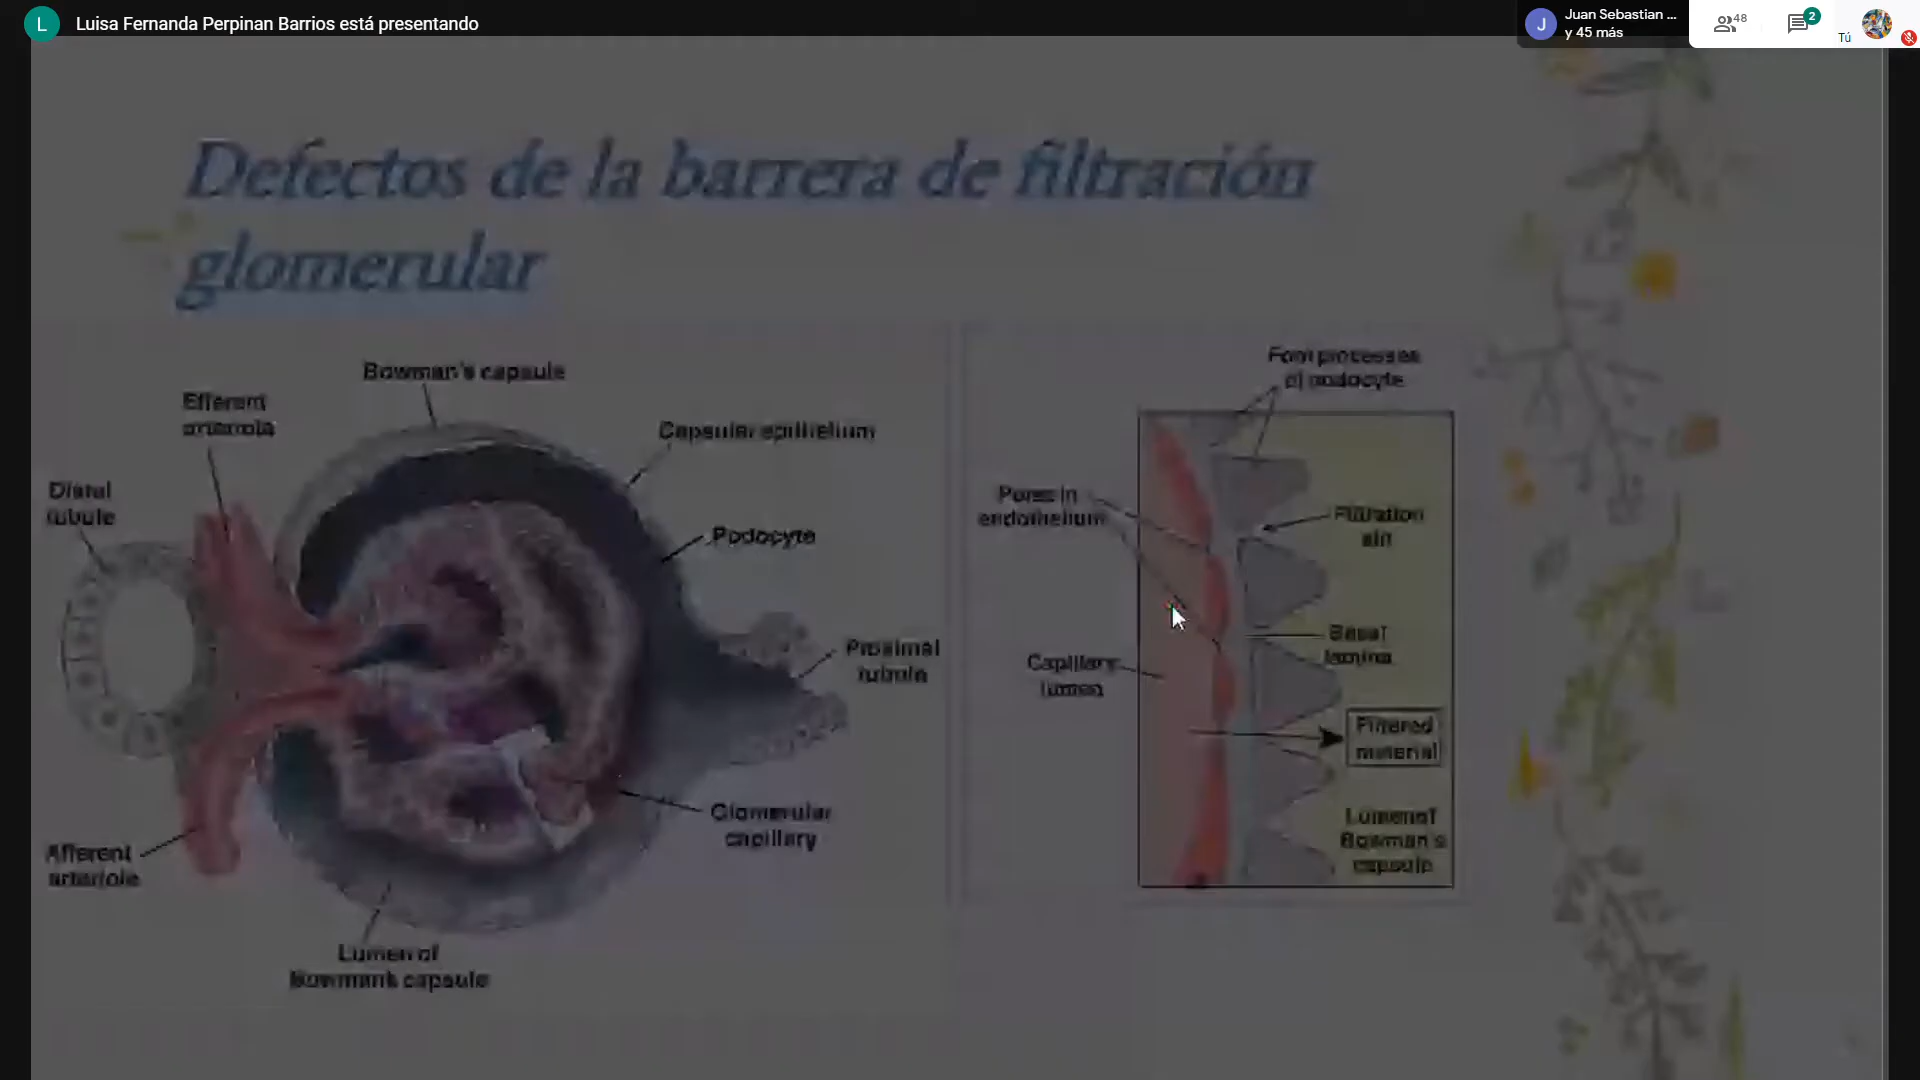 L
Luisa Fernanda Perpinan Barrios está presentando
J
Juan Sebastian ...
y 45 más
48
2
Tú
Defectos de la barrera de filtración
glomerular
Bowman's capsule
Efferent
arteriole
Capsular epithelium
Distal
tubule
Podocyte
Proximal
tubule
Glomerular
capillary
Afferent
arteriole
Lumen of
Bowman's capsule
Foot processes
of podocyte
Pores in
endothelium
Filtration
slit
Basal
lamina
Capillary
lumen
Filtered
material
Lumen of
Bowman's
capsule